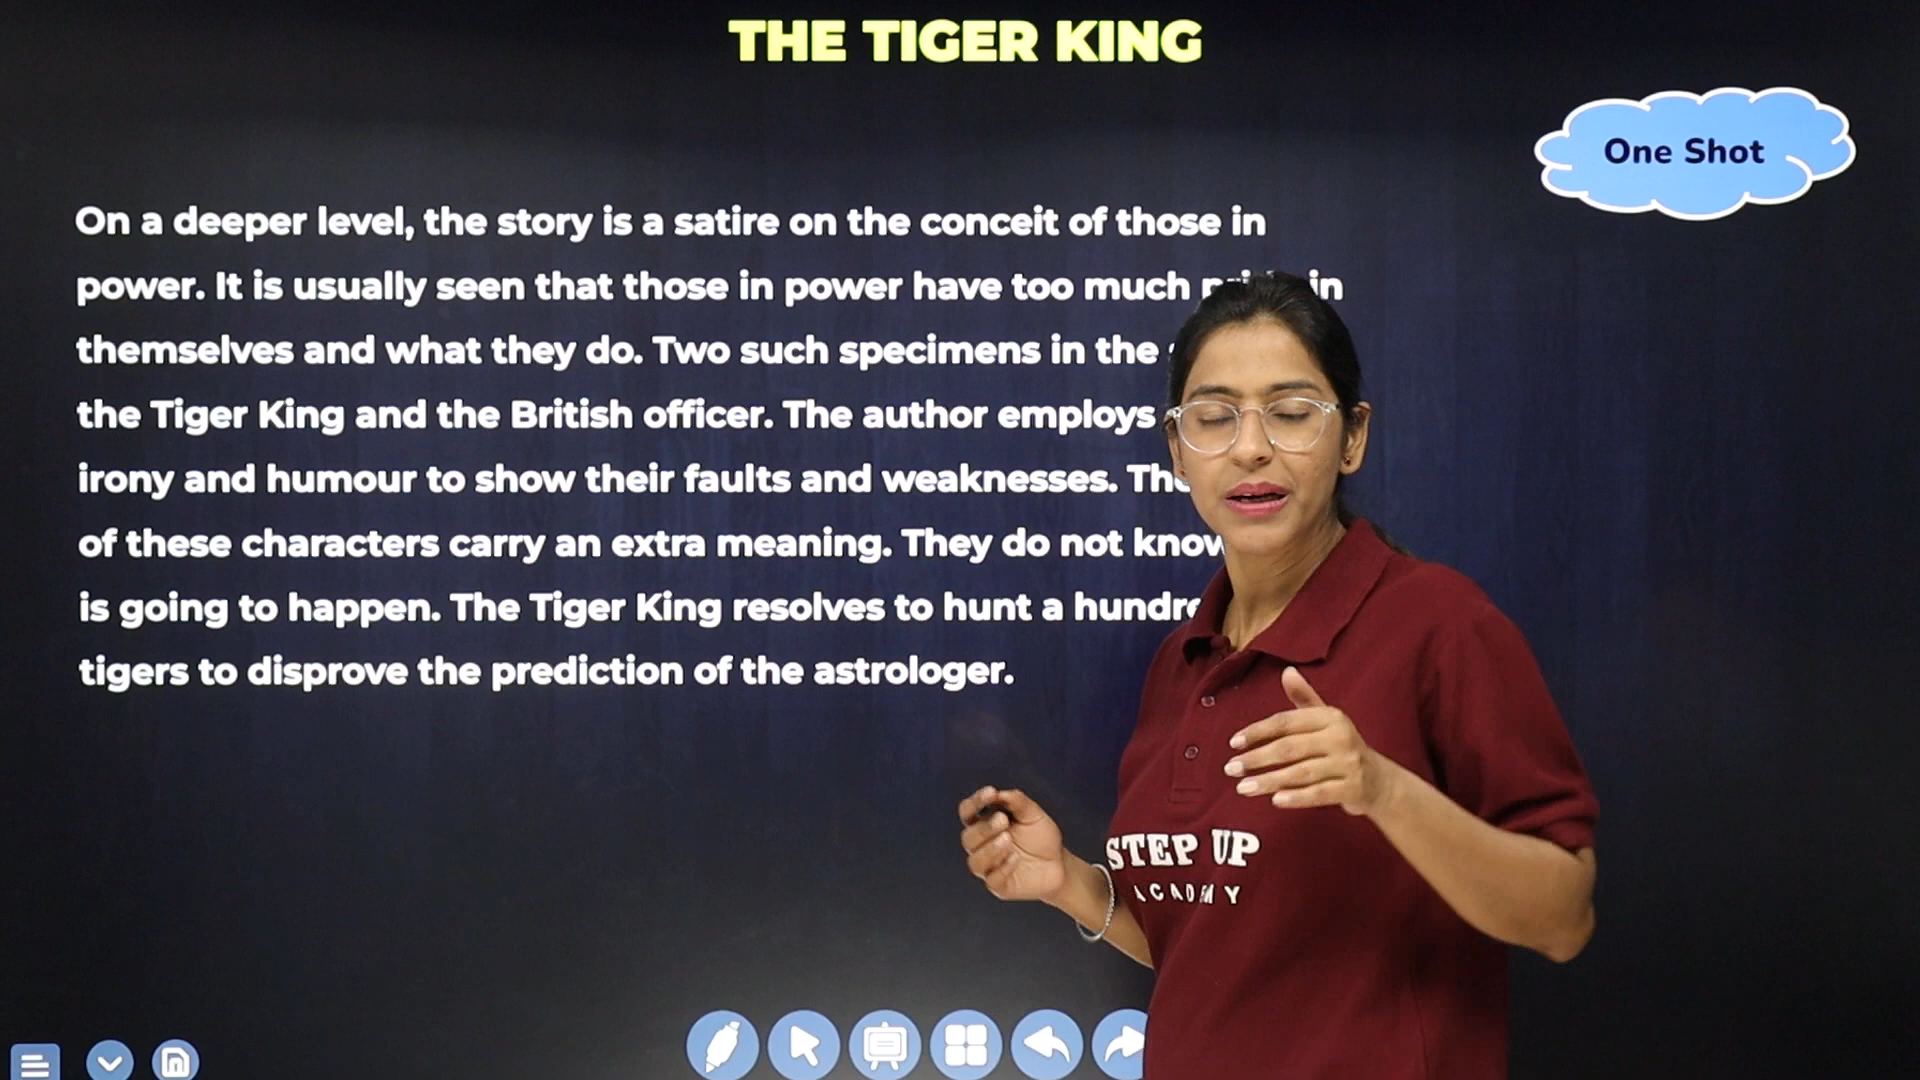 THE TIGER KING
One Shot
On a deeper level, the story is a satire on the conceit of those in
power. It is usually seen that those in power have too much in
themselves and what they do. Two such specimens in the
the Tiger King and the British officer. The author employs
irony and humour to show their faults and weaknesses.
of these characters carry an extra meaning. They do not
is going to happen. The Tiger King resolves to hunt a
tigers to disprove the prediction of the astrologer.
STEP UP
ACADEMY